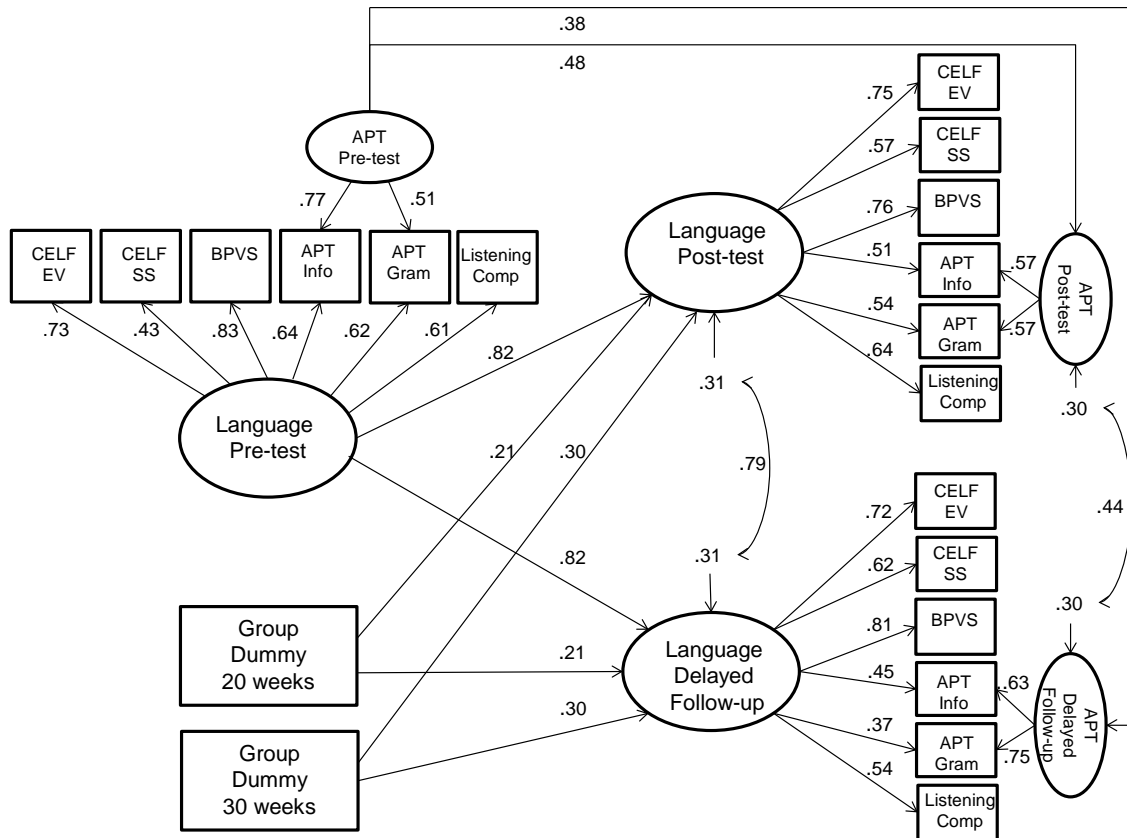 .38
.48
APT
Pre-test
.77
.51
CELF
EV
CELF
SS
BPVS
APT
Info
APT
Gram
Listening
Comp
.73
.43
.83
.64
.62
.61
Language
Pre-test
.82
.21
.30
.82
Group
Dummy
20 weeks
.21
Group
Dummy
30 weeks
.30
Language
Post-test
.75
.57
.76
.51
.54
.64
CELF
EV
CELF
SS
BPVS
APT
Info
APT
Gram
Listening
Comp
.57
.57
APT
Post-test
.31
.30
.79
.44
.31
.30
Language
Delayed
Follow-up
.72
.62
.81
.45
.37
.54
CELF
EV
CELF
SS
BPVS
APT
Info
APT
Gram
Listening
Comp
.63
.75
APT
Delayed
Follow-up